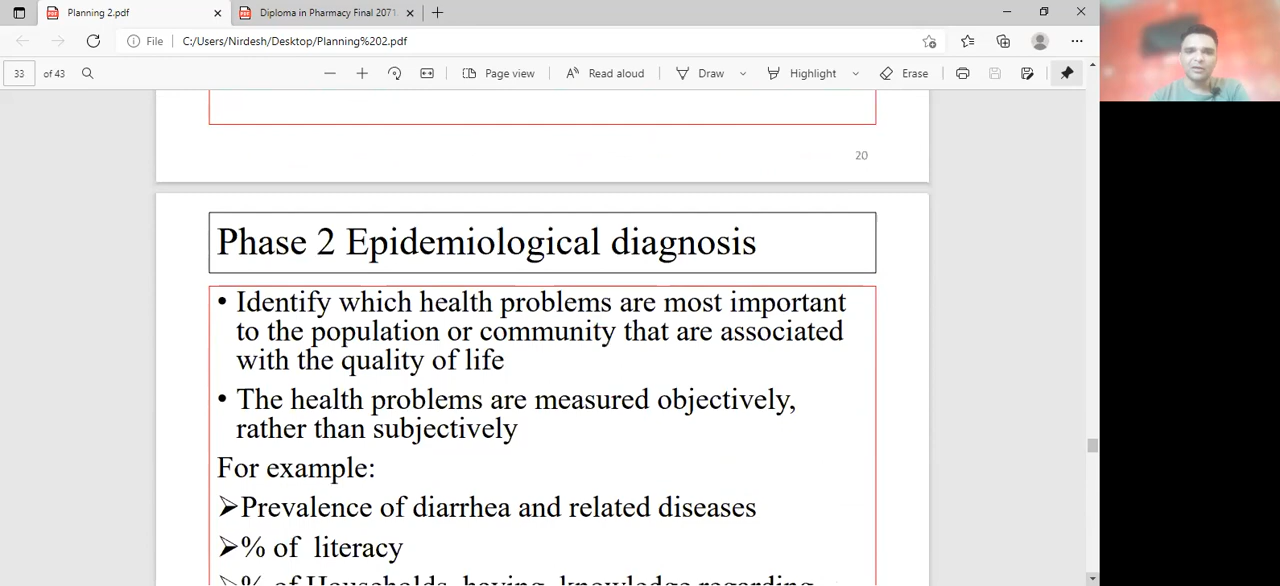 Planning 2.pdf
Diploma in Pharmacy Final 2071
File
C:/Users/Nirdesh/Desktop/Planning%202.pdf
33 of 43
Page view
Read aloud
Draw
Highlight
Erase
20
Phase 2 Epidemiological diagnosis
• Identify which health problems are most important
to the population or community that are associated
with the quality of life
• The health problems are measured objectively,
rather than subjectively
For example:
➢Prevalence of diarrhea and related diseases
➢% of literacy
➢% of Households having knowledge regarding